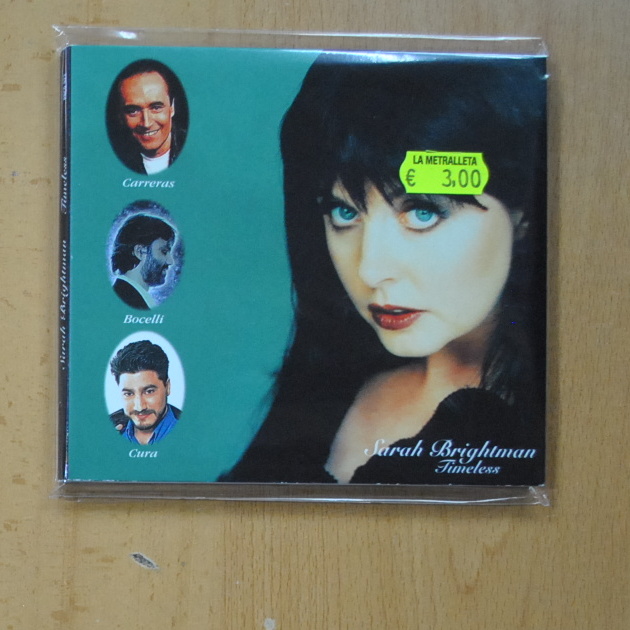 Carreras
Bocelli
Cura
LA METRALLETA
€ 3,00
Sarah Brightman
Timeless
Sarah Brightman Timeless